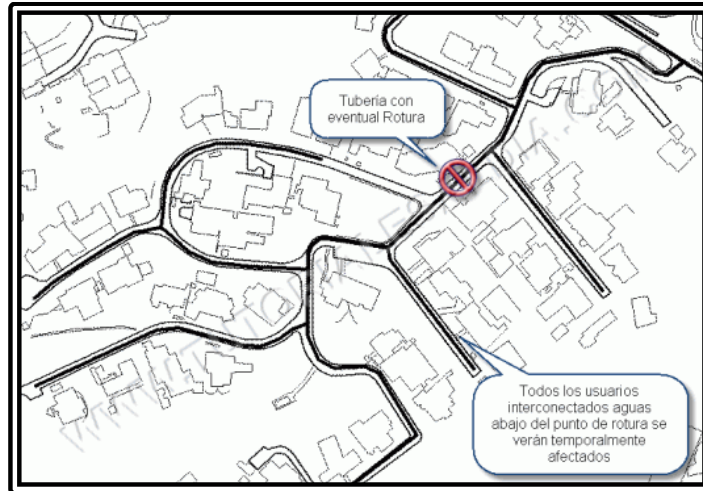 Tubería con
eventual Rotura
Todos los usuarios
interconectados aguas
abajo del punto de rotura se
verán temporalmente
afectados